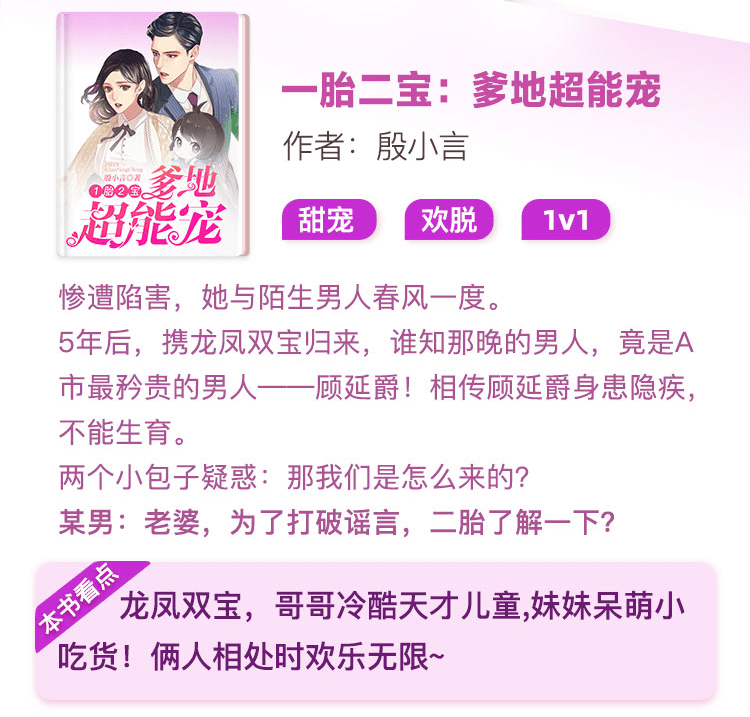 一胎二宝：爹地超能宠
作者：殷小言
甜宠 欢脱 1v1
殷小言◎著
1胎2宝 爹地
超能宠
惨遭陷害，她与陌生男人春风一度。
5年后，携龙凤双宝归来，谁知那晚的男人，竟是A
市最矜贵的男人——顾延爵！相传顾延爵身患隐疾，
不能生育。
两个小包子疑惑：那我们是怎么来的？
某男：老婆，为了打破谣言，二胎了解一下？
本书看点
龙凤双宝，哥哥冷酷天才儿童,妹妹呆萌小
吃货！俩人相处时欢乐无限~